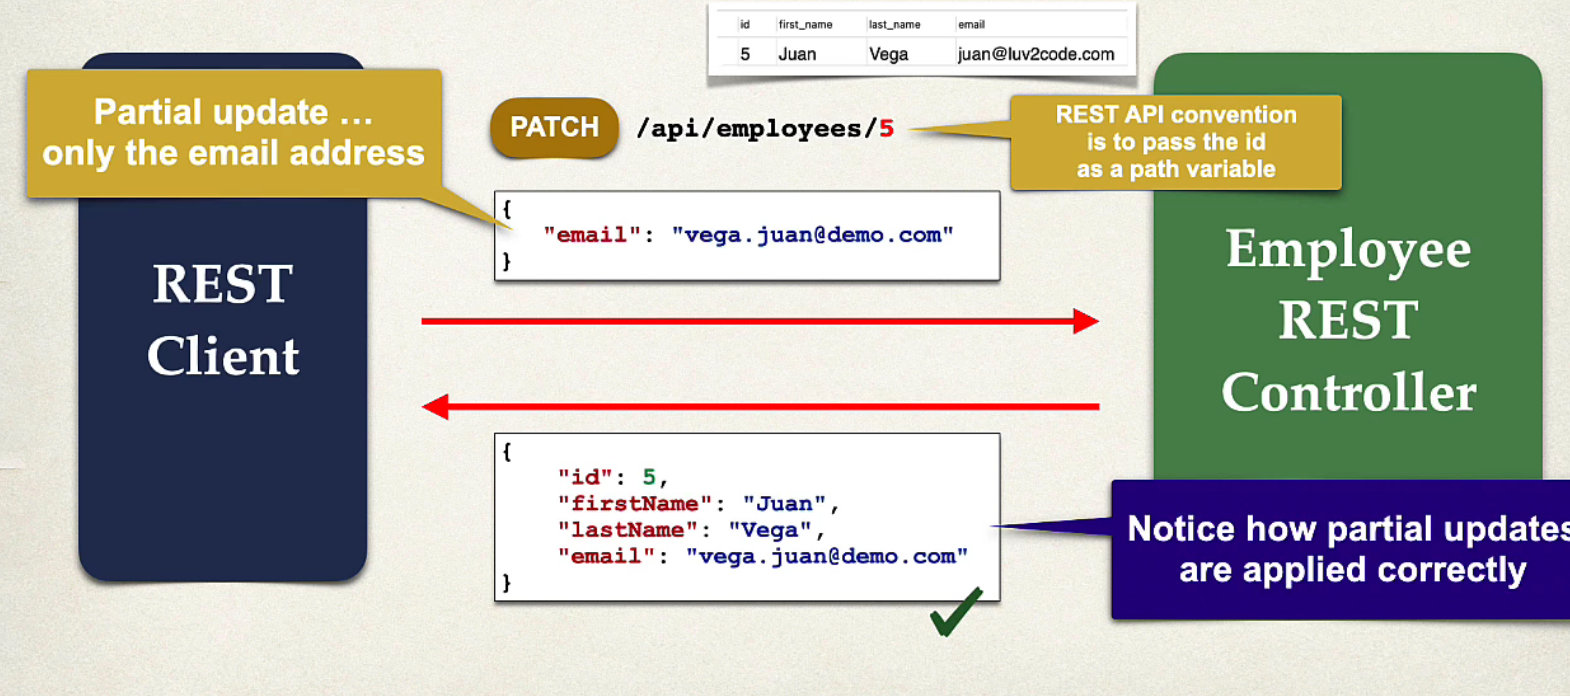 id first_name last_name email
5 Juan Vega juan@luv2code.com
Partial update ...
only the email address
PATCH /api/employees/5
REST API convention
is to pass the id
as a path variable
{
"email": "vega.juan@demo.com"
}
REST
Client
Employee
REST
Controller
{
"id": 5,
"firstName": "Juan",
"lastName": "Vega",
"email": "vega.juan@demo.com"
}
Notice how partial updates
are applied correctly